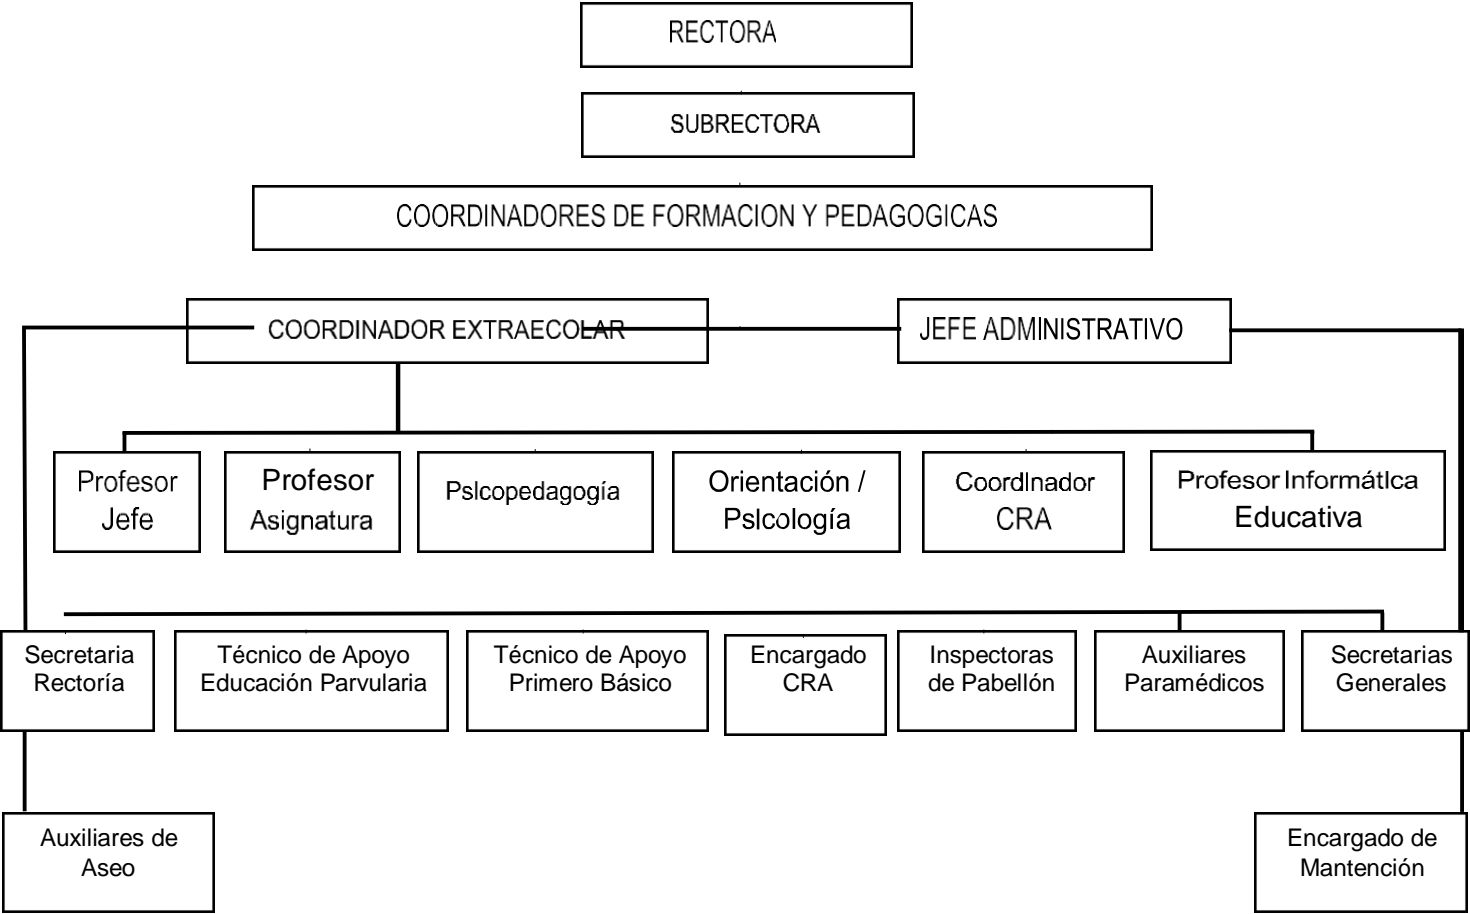 RECTORA
SUBRECTORA
COORDINADORES DE FORMACION Y PEDAGOGICAS
COORDINADOR EXTRAECOLAR
JEFE ADMINISTRATIVO
Profesor
Jefe
Profesor
Asignatura
Pslcopedagogía
Orientación /
Pslcología
Coordlnador
CRA
Profesor Informátlca
Educativa
Secretaria
Rectoría
Técnico de Apoyo
Educación Parvularia
Técnico de Apoyo
Primero Básico
Encargado
CRA
Inspectoras
de Pabellón
Auxiliares
Paramédicos
Secretarias
Generales
Auxiliares de
Aseo
Encargado de
Mantención